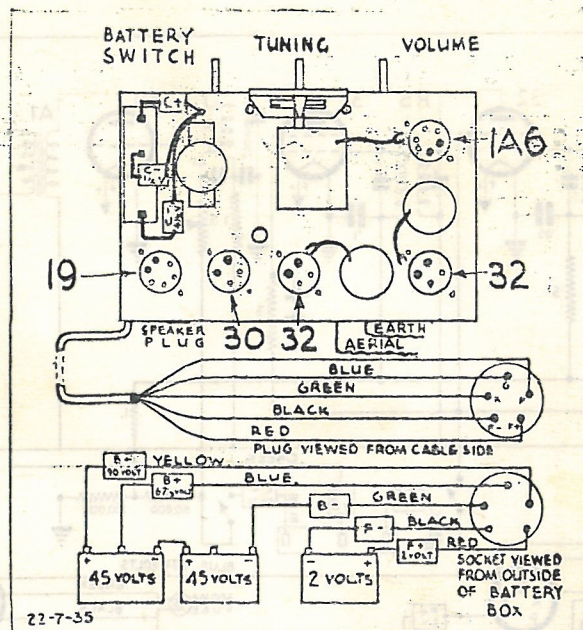 BATTERY SWITCH
TUNING
VOLUME
C+
1A6
19
SPEAKER PLUG
30
32
32
EARTH
AERIAL
BLUE
GREEN
BLACK
RED
G
K
P
F- F+
PLUG VIEWED FROM CABLE SIDE
B+ 90 VOLT
YELLOW
B+ 67½ VOLT
BLUE
B-
GREEN
F-
BLACK
F+ 2 VOLT
RED
+ - + - - +
45 VOLTS
45 VOLTS
2 VOLTS
SOCKET VIEWED
FROM OUTSIDE
OF BATTERY
BOX
22-7-35